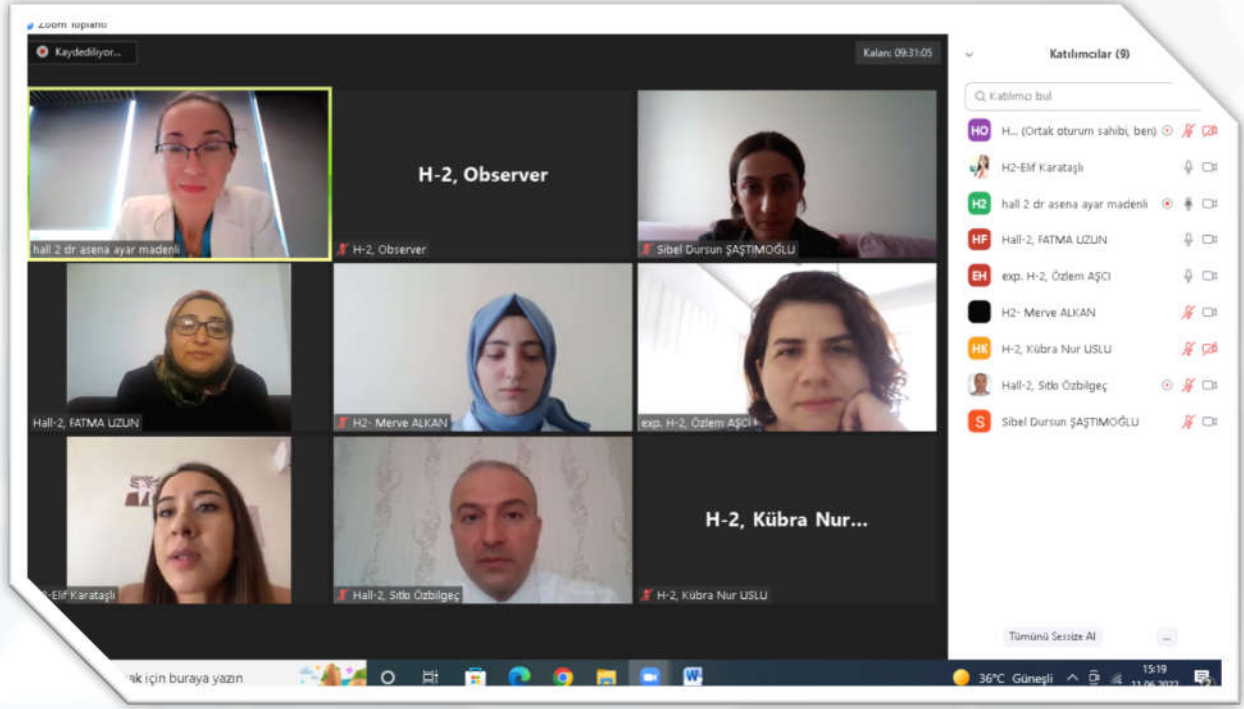 Zoom Toplantı
Kaydediliyor...
Kalan: 09:31:05
hall 2 dr asena ayar madenli
H-2, Observer
H-2, Observer
Sibel Dursun ŞAŞTIMOĞLU
Hall-2, FATMA UZUN
H2- Merve ALKAN
exp. H-2, Özlem AŞCI
-Elif Karataşlı
Hall-2, Sıtkı Özbilgeç
H-2, Kübra Nur...
H-2, Kübra Nur USLU
Katılımcılar (9)
Katılımcı bul
HO H... (Ortak oturum sahibi, ben)
H2-Elif Karataşlı
H2 hall 2 dr asena ayar madenli
HF Hall-2, FATMA UZUN
EH exp. H-2, Özlem AŞCI
H2- Merve ALKAN
HK H-2, Kübra Nur USLU
Hall-2, Sıtkı Özbilgeç
S Sibel Dursun ŞAŞTIMOĞLU
Tümünü Sessize Al
...
mak için buraya yazın
W
36°C Güneşli
15:19
11.06.2022